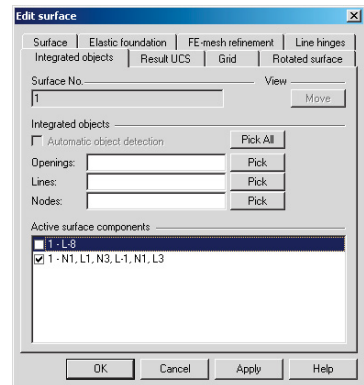 Edit surface
Surface Elastic foundation FE-mesh refinement Line hinges
Integrated objects Result UCS Grid Rotated surface
Surface No. View
1 Move
Integrated objects
Automatic object detection Pick All
Openings: Pick
Lines: Pick
Nodes: Pick
Active surface components
1 - L-8
1 - N1, L1, N3, L-1, N1, L3
OK Cancel Apply Help